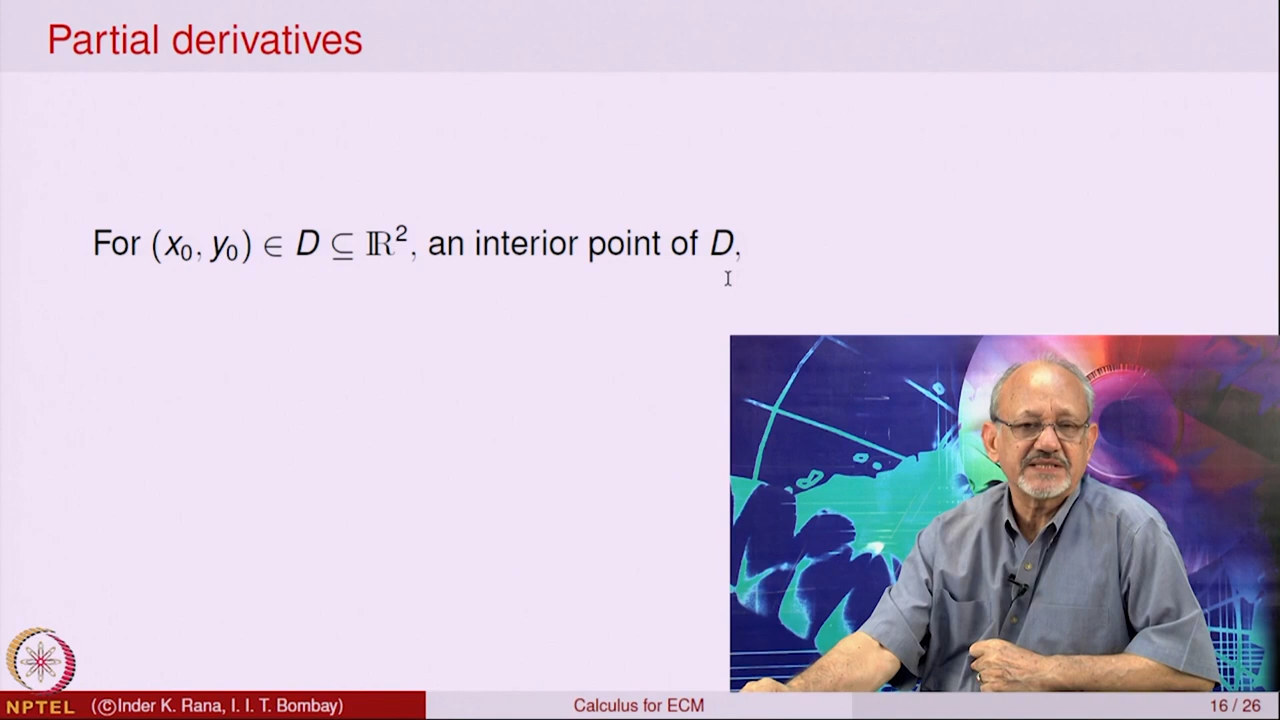 Partial derivatives
For (x₀, y₀) ∈ D ⊆ ℝ², an interior point of D,
NPTEL (©Inder K. Rana, I. I. T. Bombay) Calculus for ECM 16 / 26